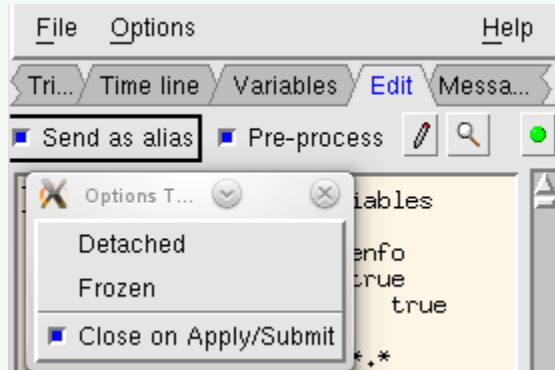 File Options Help
Tri... Time line Variables Edit Messa...
Send as alias Pre-process
Options T...
iables
Detached
enfo
true
Frozen
true
Close on Apply/Submit
*.*